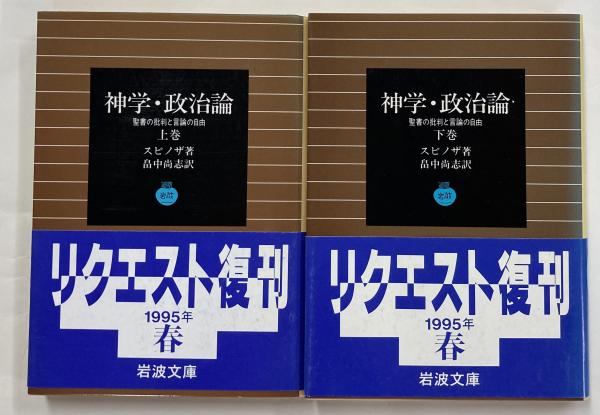 神学・政治論
聖書の批判と言論の自由
上巻
スピノザ著
畠中尚志訳
岩波
リクエスト復刊
1995年
春
岩波文庫
神学・政治論
聖書の批判と言論の自由
下巻
スピノザ著
畠中尚志訳
岩波
リクエスト復刊
1995年
春
岩波文庫